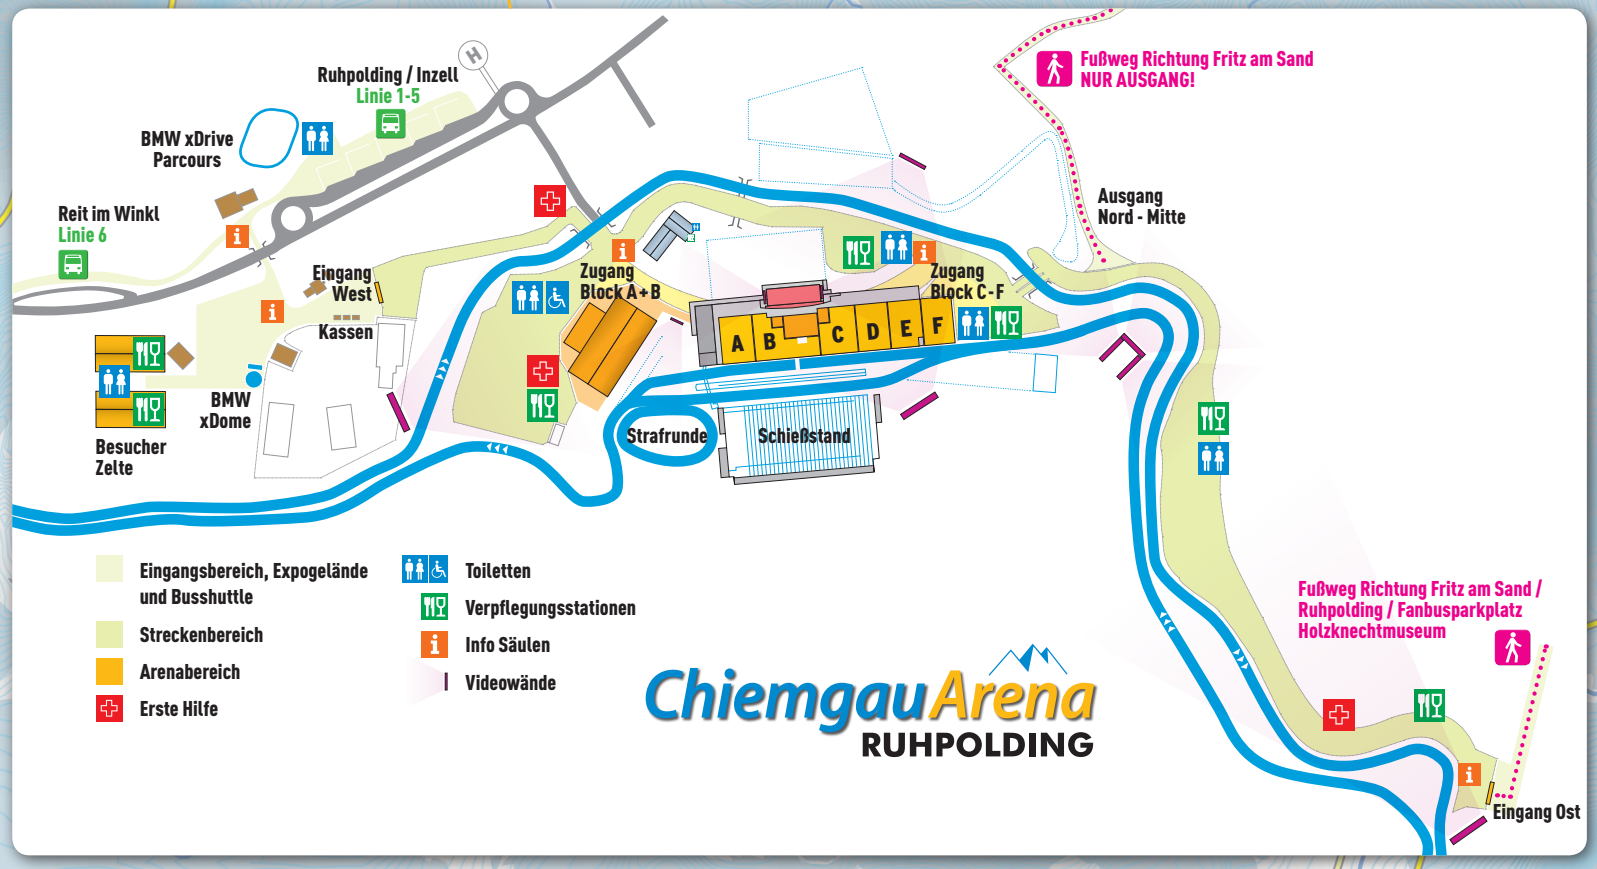 Ruhpolding / Inzell
Linie 1-5
H
BMW xDrive
Parcours
Reit im Winkl
Linie 6
i
i
Eingang
West
Kassen
BMW
xDome
Besucher
Zelte
i
Zugang
Block A+B
i
Zugang
Block C-F
A
B
C
D
E
F
Strafrunde
Schießstand
Fußweg Richtung Fritz am Sand
NUR AUSGANG!
Ausgang
Nord - Mitte
Fußweg Richtung Fritz am Sand /
Ruhpolding / Fanbusparkplatz
Holzknechtmuseum
i
Eingang Ost
Eingangsbereich, Expogelände
und Busshuttle
Streckenbereich
Arenabereich
Erste Hilfe
Toiletten
Verpflegungsstationen
i
Info Säulen
Videowände
ChiemgauArena
RUHPOLDING